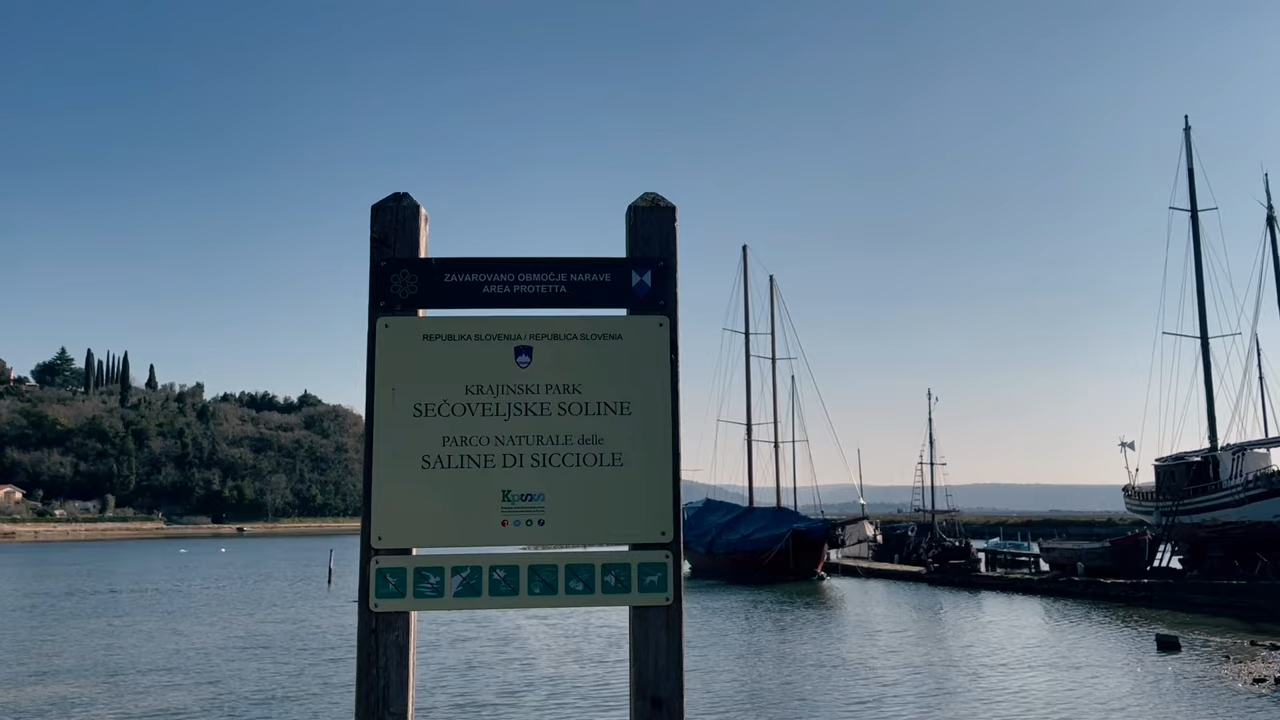 ZAVAROVANO OBMOČJE NARAVE
AREA PROTETTA
REPUBLIKA SLOVENIJA / REPUBLICA SLOVENIA
KRAJINSKI PARK
SEČOVELJSKE SOLINE
PARCO NATURALE delle
SALINE DI SICCIOLE
Kpss